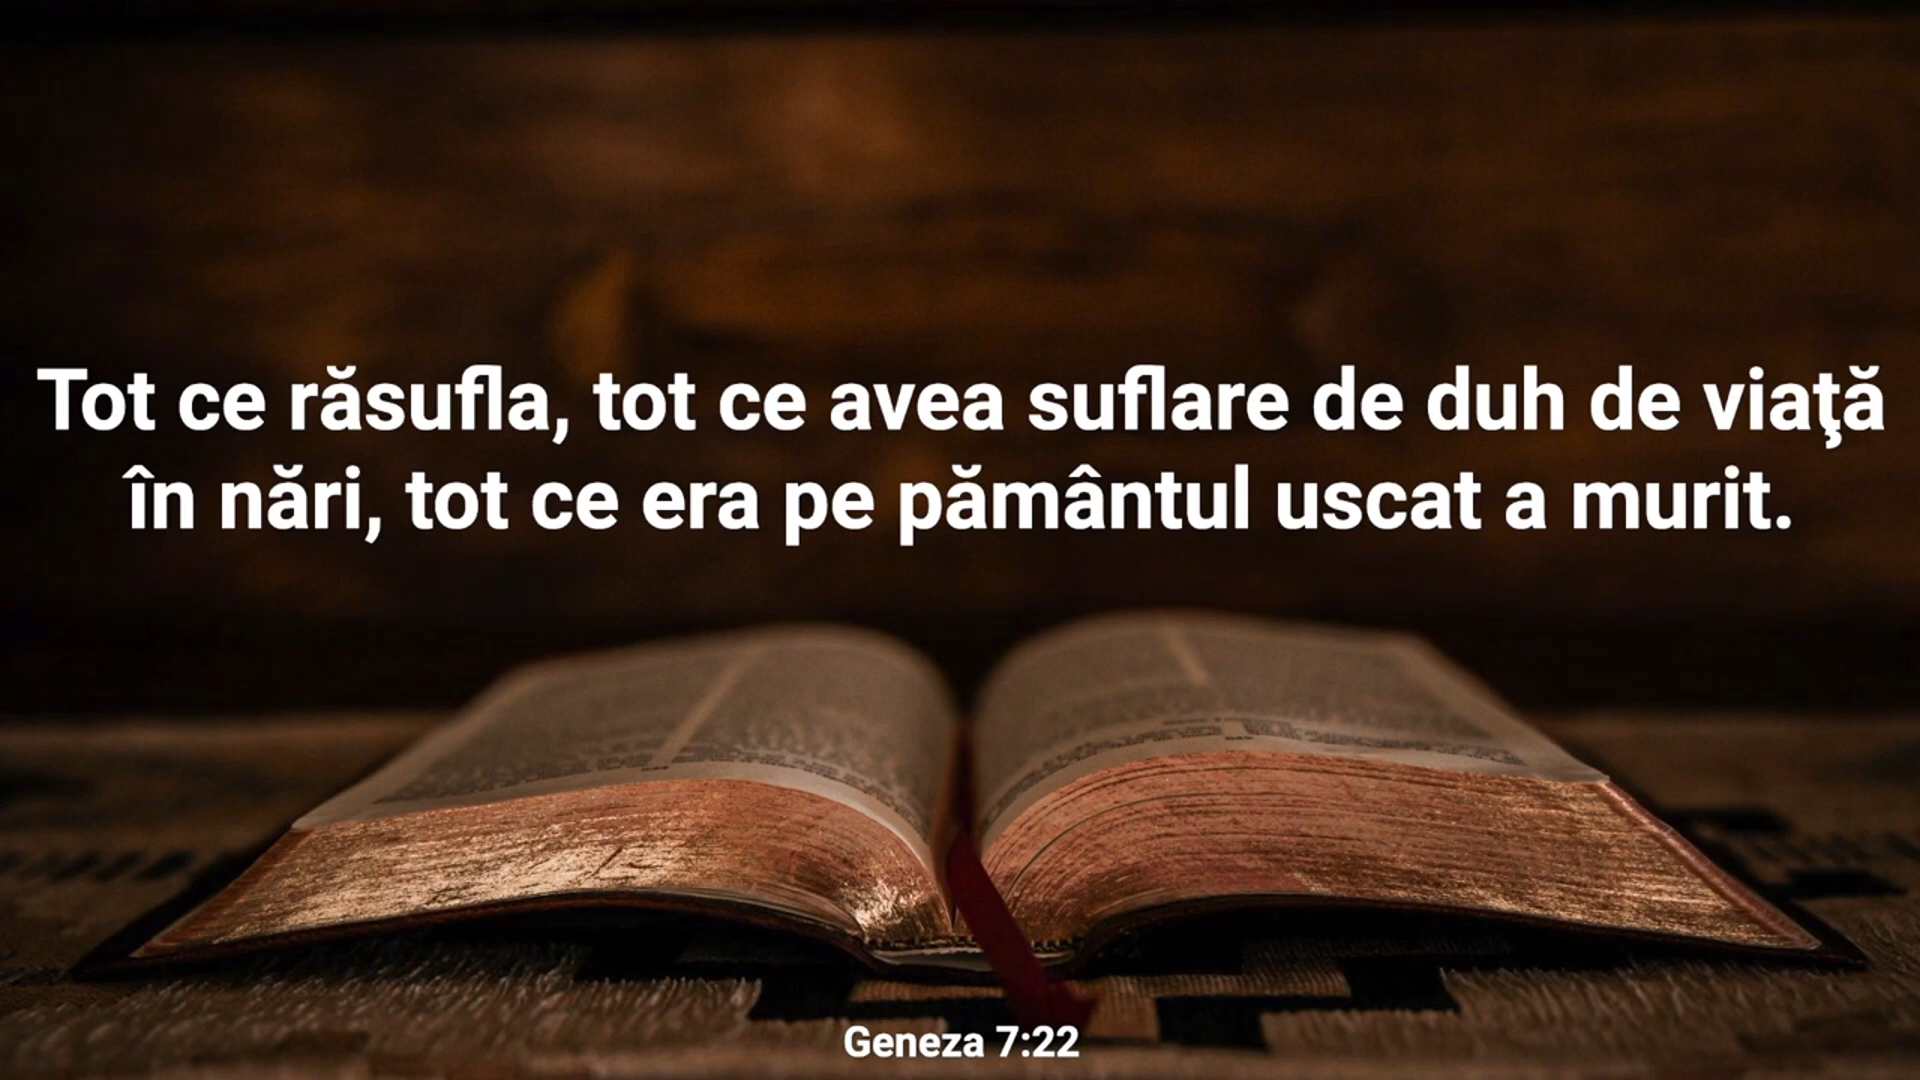 Tot ce răsufla, tot ce avea suflare de duh de viaţă
în nări, tot ce era pe pământul uscat a murit.
Geneza 7:22